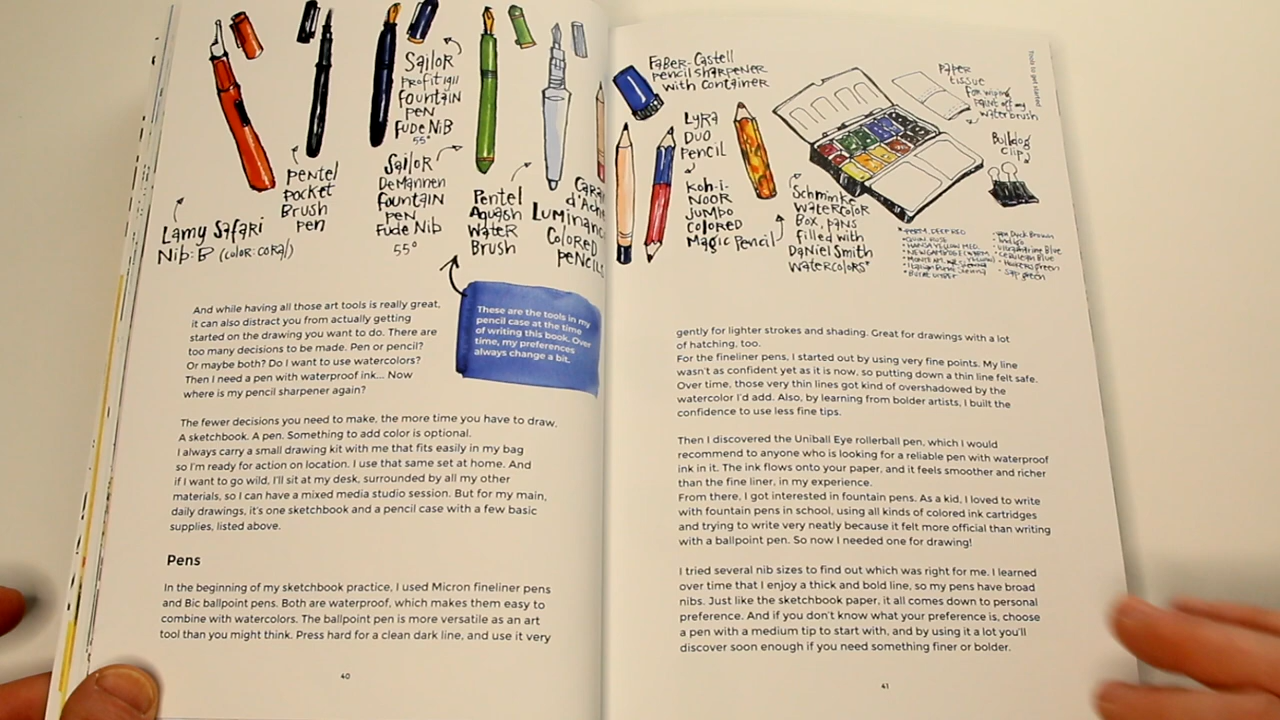 Lamy Safari
Nib: B (color: coral)
Pentel
Pocket
Brush
pen
Sailor
Profit 1911
fountain
pen
Fude Nib
55°
Sailor
DeMannen
fountain
pen
Fude Nib
55°
Pentel
Aquash
Water
Brush
Caran
d'Ache
Luminance
Colored
pencils
These are the tools in my
pencil case at the time
of writing this book. Over
time, my preferences
always change a bit.
And while having all those art tools is really great,
it can also distract you from actually getting
started on the drawing you want to do. There are
too many decisions to be made. Pen or pencil?
Or maybe both? Do I want to use watercolors?
Then I need a pen with waterproof ink... Now
where is my pencil sharpener again?
The fewer decisions you need to make, the more time you have to draw.
A sketchbook. A pen. Something to add color is optional.
I always carry a small drawing kit with me that fits easily in my bag
so I'm ready for action on location. I use that same set at home. And
if I want to go wild, I'll sit at my desk, surrounded by all my other
materials, so I can have a mixed media studio session. But for my main,
daily drawings, it's one sketchbook and a pencil case with a few basic
supplies, listed above.
Pens
In the beginning of my sketchbook practice, I used Micron fineliner pens
and Bic ballpoint pens. Both are waterproof, which makes them easy to
combine with watercolors. The ballpoint pen is more versatile as an art
tool than you might think. Press hard for a clean dark line, and use it very
40
Tools to get started
Faber-Castell
pencil sharpener
with container
Lyra
Duo
pencil
Koh-i-
Noor
Jumbo
Colored
Magic Pencil
Schminke
Watercolor
Box, pans
filled with
Daniel Smith
watercolors*
paper
tissue
for wiping
paint off my
waterbrush
Bulldog
clip
Ultramarine Blue
Cerulean Blue
Hookers green
Sap green
gently for lighter strokes and shading. Great for drawings with a lot
of hatching, too.
For the fineliner pens, I started out by using very fine points. My line
wasn't as confident yet as it is now, so putting down a thin line felt safe.
Over time, those very thin lines got kind of overshadowed by the
watercolor I'd add. Also, by learning from bolder artists, I built the
confidence to use less fine tips.
Then I discovered the Uniball Eye rollerball pen, which I would
recommend to anyone who is looking for a reliable pen with waterproof
ink in it. The ink flows onto your paper, and it feels smoother and richer
than the fine liner, in my experience.
From there, I got interested in fountain pens. As a kid, I loved to write
with fountain pens in school, using all kinds of colored ink cartridges
and trying to write very neatly because it felt more official than writing
with a ballpoint pen. So now I needed one for drawing!
I tried several nib sizes to find out which was right for me. I learned
over time that I enjoy a thick and bold line, so my pens have broad
nibs. Just like the sketchbook paper, it all comes down to personal
preference. And if you don't know what your preference is, choose
a pen with a medium tip to start with, and by using it a lot you'll
discover soon enough if you need something finer or bolder.
41